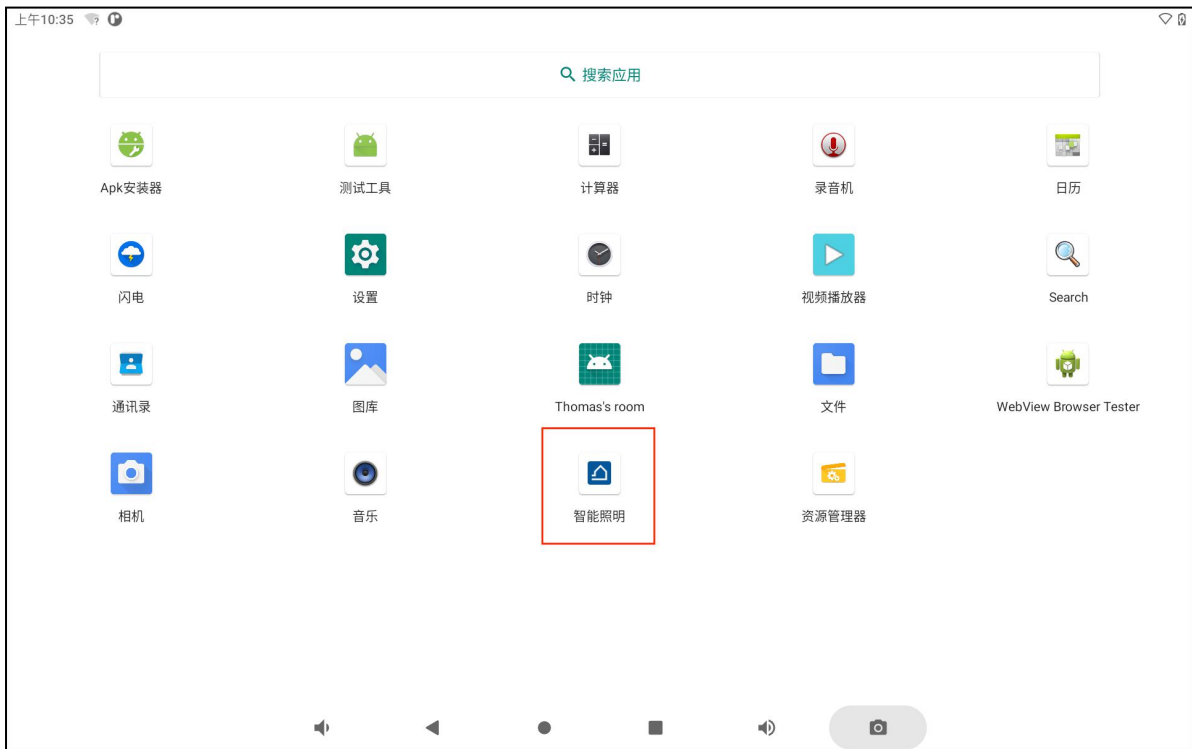 上午10:35
搜索应用
Apk安装器
测试工具
计算器
录音机
日历
闪电
设置
时钟
视频播放器
Search
通讯录
图库
Thomas's room
文件
WebView Browser Tester
相机
音乐
智能照明
资源管理器